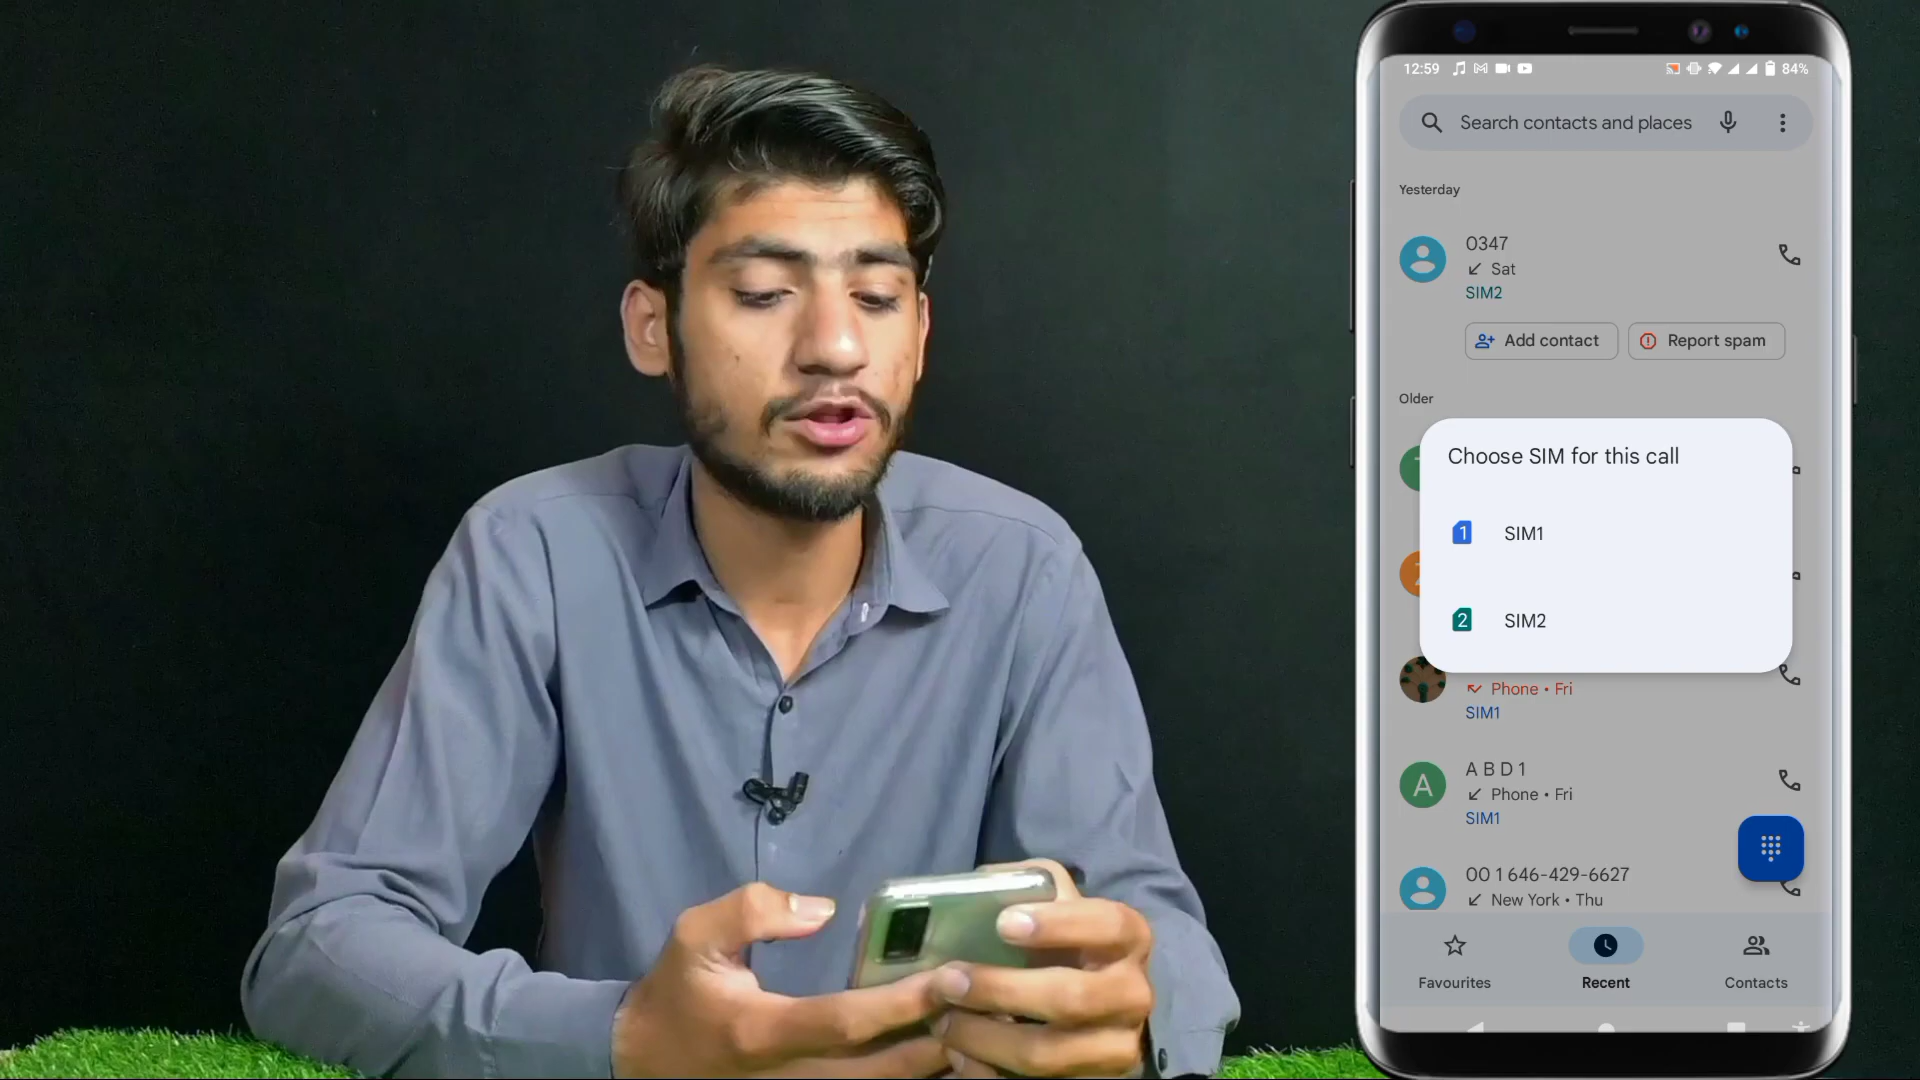 12:59 84%
Search contacts and places
Yesterday
0347
Sat
SIM2
Add contact Report spam
Older
Choose SIM for this call
1 SIM1
2 SIM2
Phone • Fri
SIM1
A A B D 1
Phone • Fri
SIM1
00 1 646-429-6627
New York • Thu
Favourites Recent Contacts